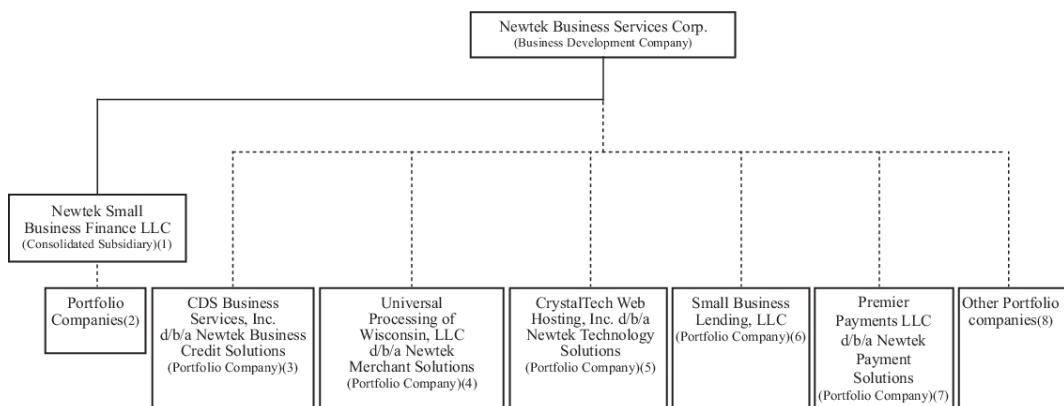 Newtek Business Services Corp.
(Business Development Company)
Newtek Small
Business Finance LLC
(Consolidated Subsidiary)(1)
Portfolio
Companies(2)
CDS Business
Services, Inc.
d/b/a Newtek Business
Credit Solutions
(Portfolio Company)(3)
Universal
Processing of
Wisconsin, LLC
d/b/a Newtek
Merchant Solutions
(Portfolio Company)(4)
CrystalTech Web
Hosting, Inc. d/b/a
Newtek Technology
Solutions
(Portfolio Company)(5)
Small Business
Lending, LLC
(Portfolio Company)(6)
Premier
Payments LLC
d/b/a Newtek
Payment
Solutions
(Portfolio Company)(7)
Other Portfolio
companies(8)